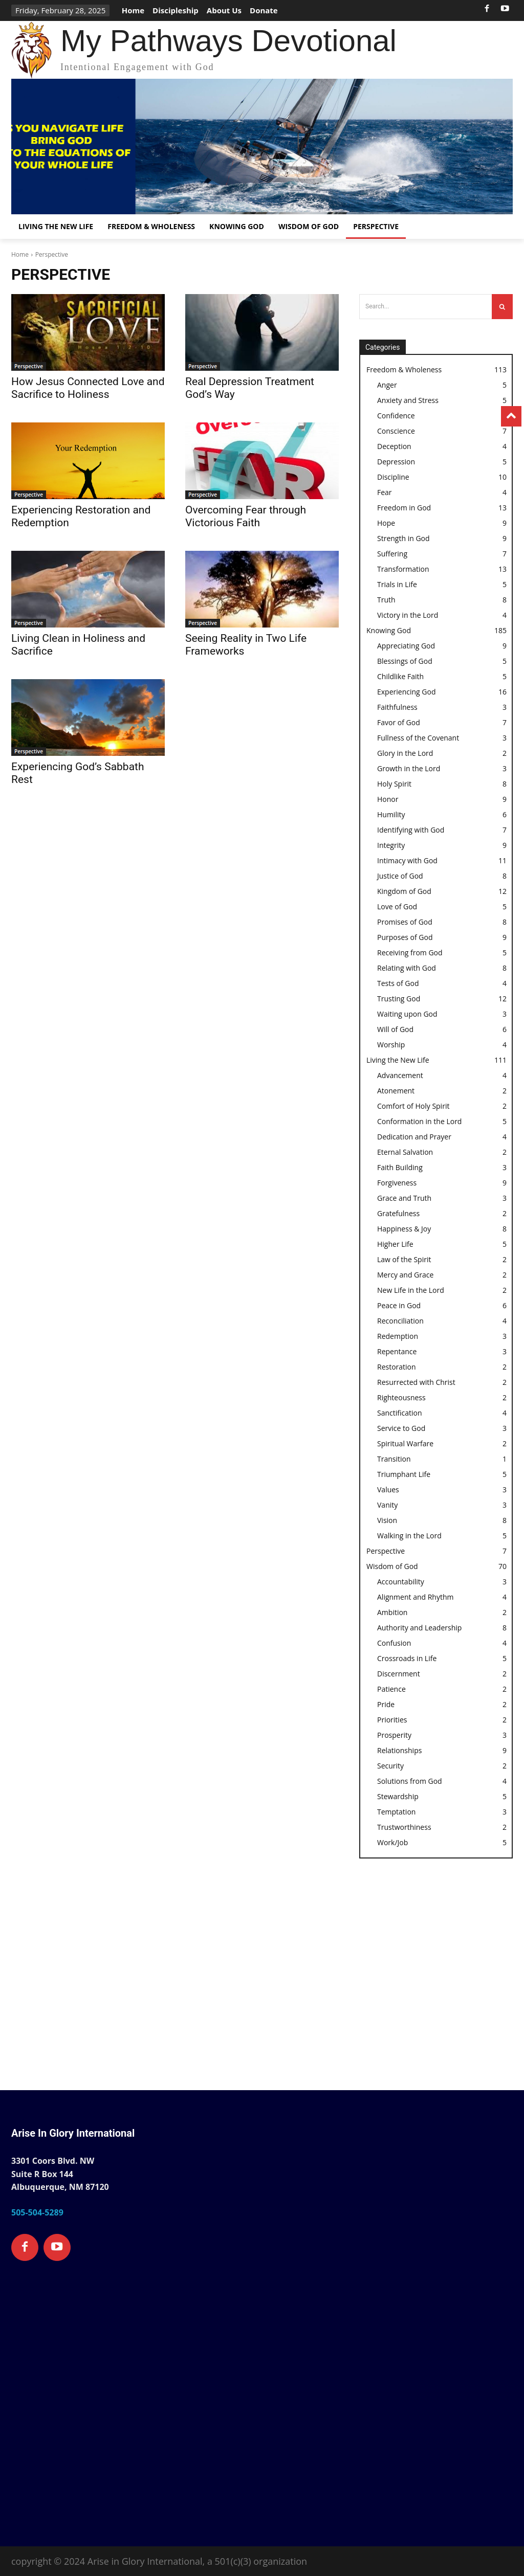 Friday, February 28, 2025
Home
Discipleship
About Us
Donate
My Pathways Devotional
Intentional Engagement with God
S YOU NAVIGATE LIFE
BRING GOD
TO THE EQUATIONS OF
YOUR WHOLE LIFE
LIVING THE NEW LIFE
FREEDOM & WHOLENESS
KNOWING GOD
WISDOM OF GOD
PERSPECTIVE
Home › Perspective
PERSPECTIVE
SACRIFICIAL
LOVE
Perspective
How Jesus Connected Love and
Sacrifice to Holiness
Perspective
Real Depression Treatment
God's Way
Your Redemption
Perspective
Experiencing Restoration and
Redemption
FEAR
Perspective
Overcoming Fear through
Victorious Faith
Perspective
Living Clean in Holiness and
Sacrifice
Perspective
Seeing Reality in Two Life
Frameworks
Perspective
Experiencing God's Sabbath
Rest
Search...
Categories
Freedom & Wholeness 113
Anger 5
Anxiety and Stress 5
Confidence
Conscience 7
Deception 4
Depression 5
Discipline 10
Fear 4
Freedom in God 13
Hope 9
Strength in God 9
Suffering 7
Transformation 13
Trials in Life 5
Truth 8
Victory in the Lord 4
Knowing God 185
Appreciating God 9
Blessings of God 5
Childlike Faith 5
Experiencing God 16
Faithfulness 3
Favor of God 7
Fullness of the Covenant 3
Glory in the Lord 2
Growth in the Lord 3
Holy Spirit 8
Honor 9
Humility 6
Identifying with God 7
Integrity 9
Intimacy with God 11
Justice of God 8
Kingdom of God 12
Love of God 5
Promises of God 8
Purposes of God 9
Receiving from God 5
Relating with God 8
Tests of God 4
Trusting God 12
Waiting upon God 3
Will of God 6
Worship 4
Living the New Life 111
Advancement 4
Atonement 2
Comfort of Holy Spirit 2
Conformation in the Lord 5
Dedication and Prayer 4
Eternal Salvation 2
Faith Building 3
Forgiveness 9
Grace and Truth 3
Gratefulness 2
Happiness & Joy 8
Higher Life 5
Law of the Spirit 2
Mercy and Grace 2
New Life in the Lord 2
Peace in God 6
Reconciliation 4
Redemption 3
Repentance 3
Restoration 2
Resurrected with Christ 2
Righteousness 2
Sanctification 4
Service to God 3
Spiritual Warfare 2
Transition 1
Triumphant Life 5
Values 3
Vanity 3
Vision 8
Walking in the Lord 5
Perspective 7
Wisdom of God 70
Accountability 3
Alignment and Rhythm 4
Ambition 2
Authority and Leadership 8
Confusion 4
Crossroads in Life 5
Discernment 2
Patience 2
Pride 2
Priorities 2
Prosperity 3
Relationships 9
Security 2
Solutions from God 4
Stewardship 5
Temptation 3
Trustworthiness 2
Work/Job 5
Arise In Glory International
3301 Coors Blvd. NW
Suite R Box 144
Albuquerque, NM 87120
505-504-5289
copyright © 2024 Arise in Glory International, a 501(c)(3) organization